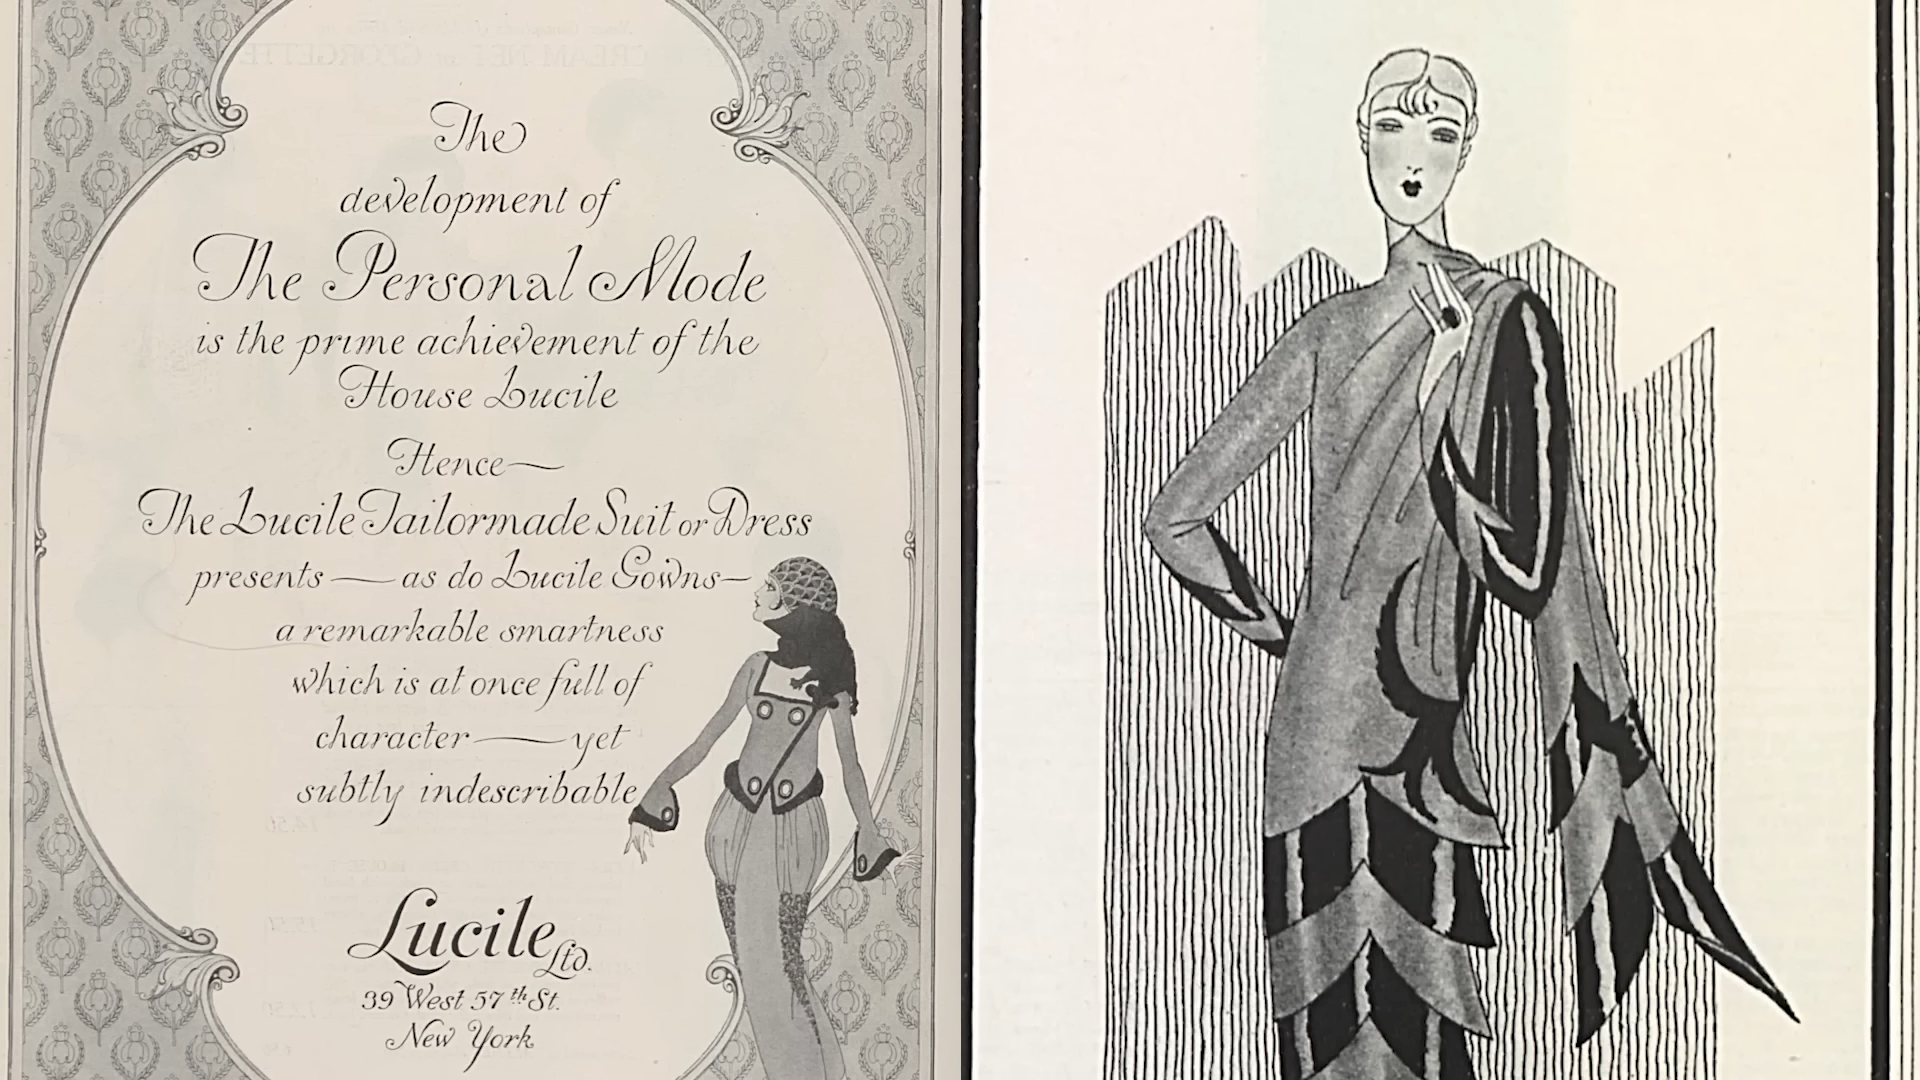 The
development of
The Personal Mode
is the prime achievement of the
House Lucile
Hence—
The Lucile Tailormade Suit or Dress
presents — as do Lucile Gowns—
a remarkable smartness
which is at once full of
character — yet
subtly indescribable
Lucile Ltd.
39 West 57th St.
New York